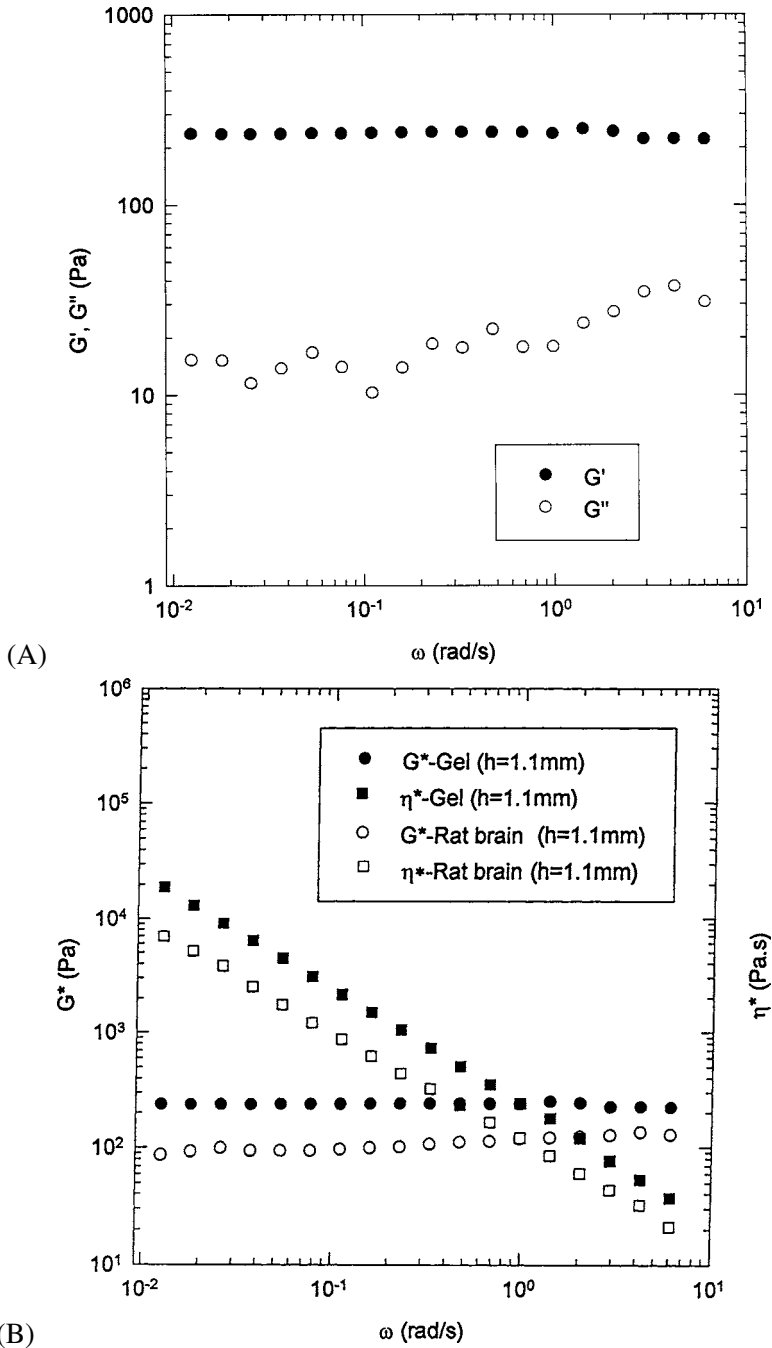 1000
100
10
1
G', G" (Pa)
G'
G"
10⁻²
10⁻¹
10⁰
10¹
ω (rad/s)
(A)
10⁶
10⁵
10⁴
10³
10²
10¹
G* (Pa)
G*-Gel (h=1.1mm)
η*-Gel (h=1.1mm)
G*-Rat brain (h=1.1mm)
η*-Rat brain (h=1.1mm)
η* (Pa.s)
10⁻²
10⁻¹
10⁰
10¹
ω (rad/s)
(B)